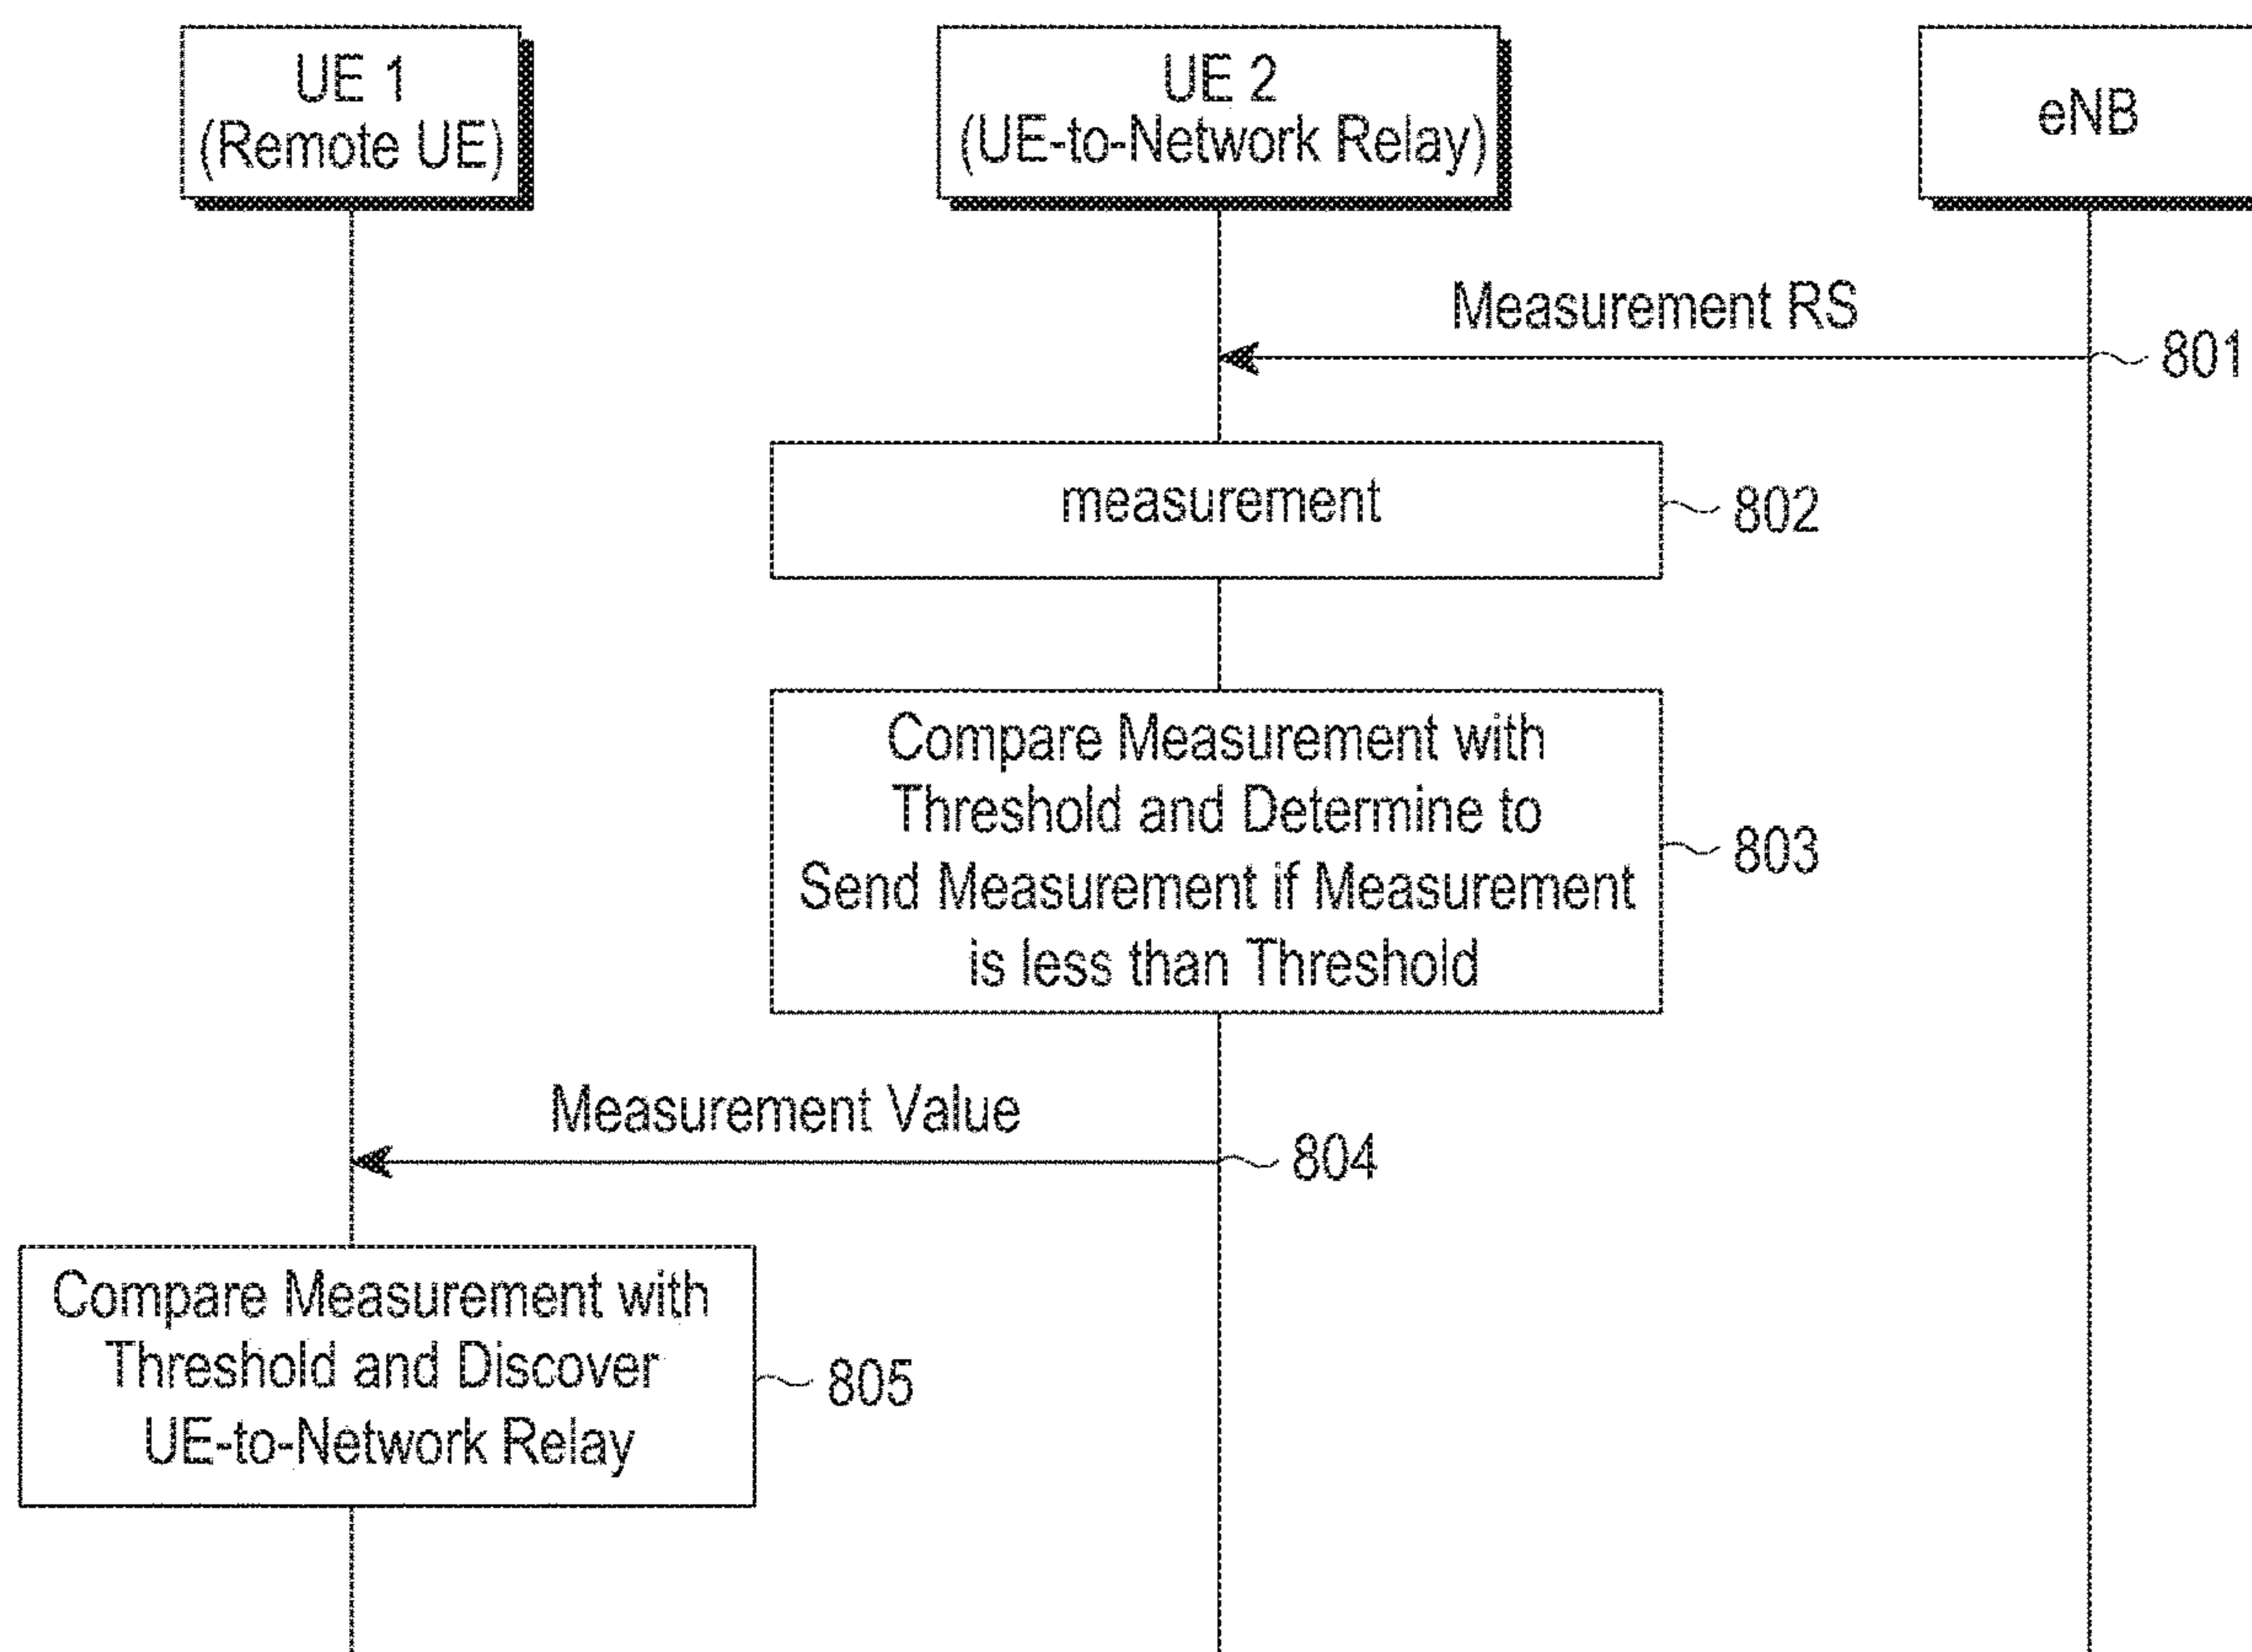 UE 1
(Remote UE)
UE 2
(UE-to-Network Relay)
eNB
Measurement RS
801
measurement
802
Compare Measurement with
Threshold and Determine to
Send Measurement if Measurement
is less than Threshold
803
Measurement Value
804
Compare Measurement with
Threshold and Discover
UE-to-Network Relay
805